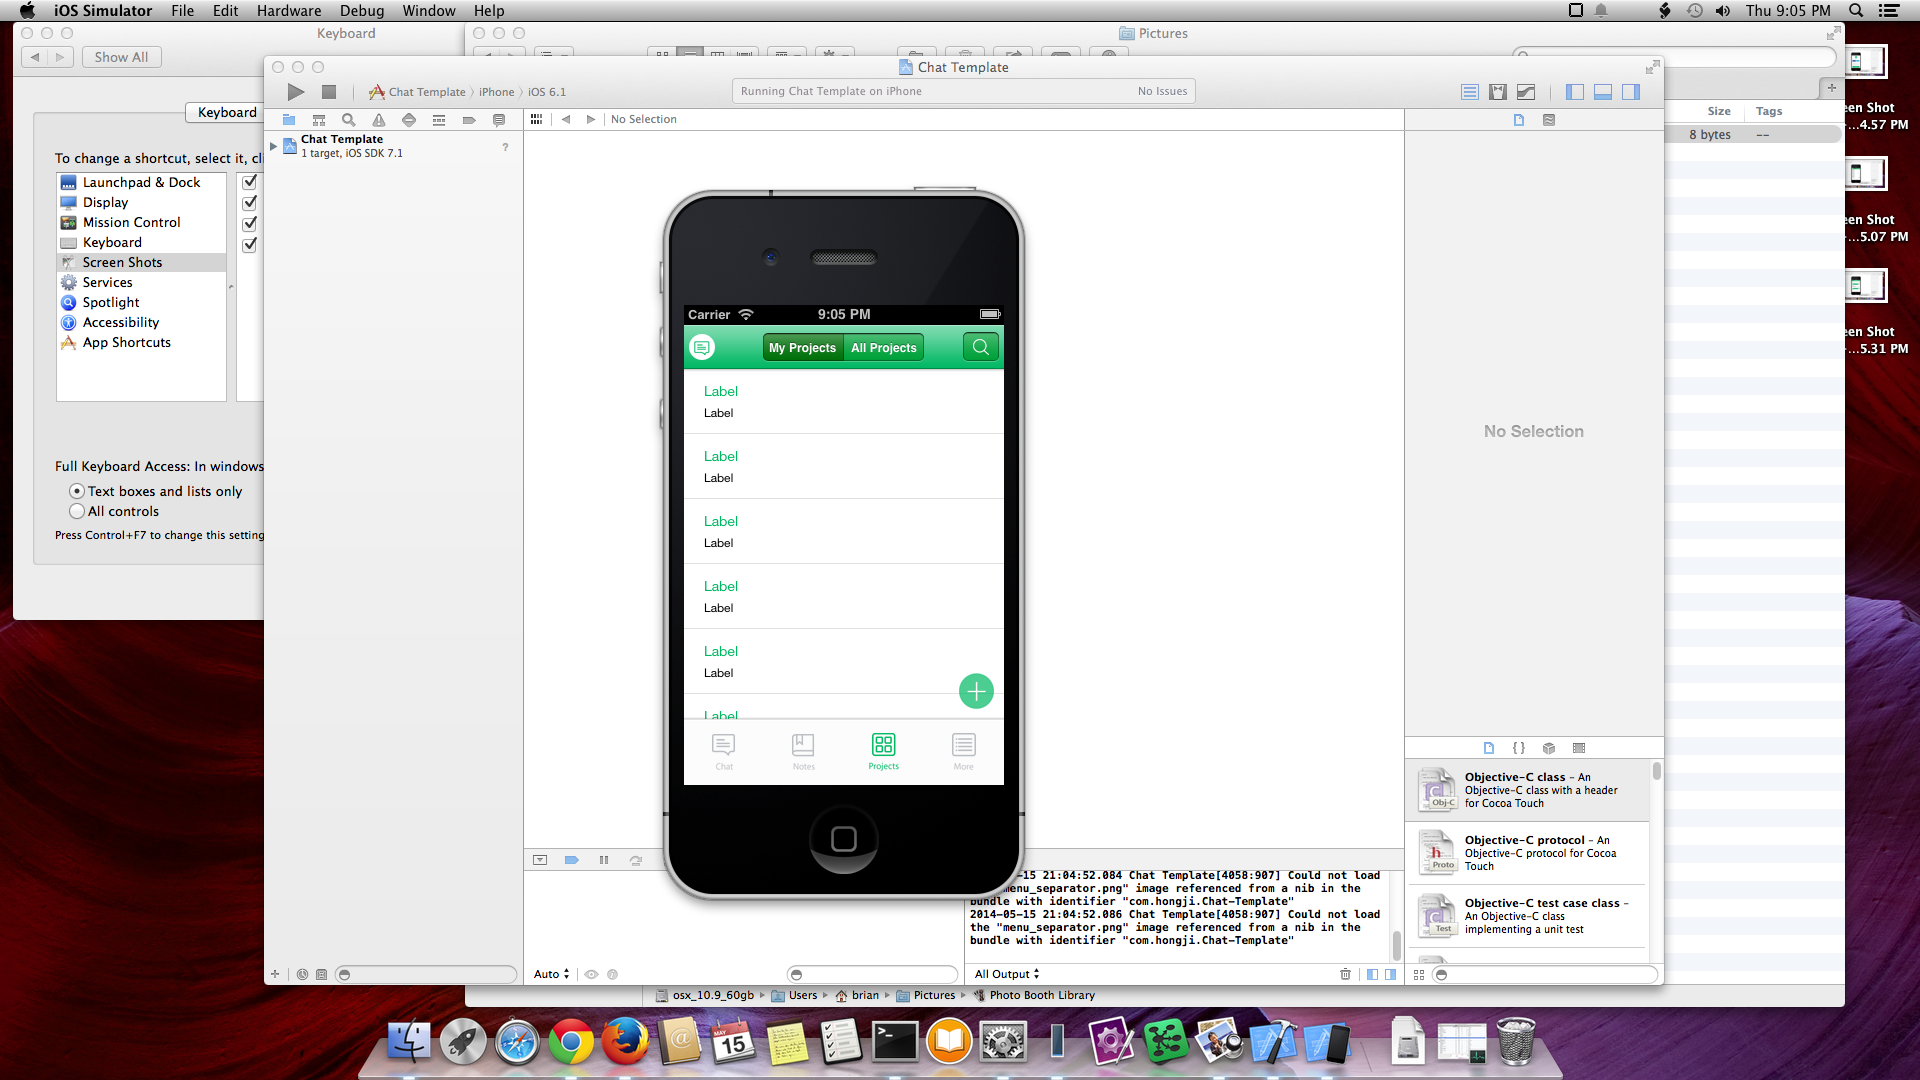 iOS Simulator File Edit Hardware Debug Window Help
Thu 9:05 PM
Keyboard
Pictures
Show All
Chat Template
Chat Template iPhone iOS 6.1
Running Chat Template on iPhone No Issues
Keyboard
No Selection
Size Tags
8 bytes --
een Shot
...4.57 PM
een Shot
...5.07 PM
een Shot
...5.31 PM
Chat Template
1 target, iOS SDK 7.1
?
To change a shortcut, select it, cli
Launchpad & Dock
Display
Mission Control
Keyboard
Screen Shots
Services
Spotlight
Accessibility
App Shortcuts
Full Keyboard Access: In windows
Text boxes and lists only
All controls
Press Control+F7 to change this setting
Carrier 9:05 PM
My Projects All Projects
Label
Label
Label
Label
Label
Label
Label
Label
Label
Label
Label
Chat Notes Projects More
No Selection
{ }
Objective-C class - An
Objective-C class with a header
for Cocoa Touch
C
Obj-C
Objective-C protocol - An
Objective-C protocol for Cocoa
Touch
h
Proto
Objective-C test case class -
An Objective-C class
implementing a unit test
C
Test
-15 21:04:52.084 Chat Template[4058:907] Could not load
menu_separator.png" image referenced from a nib in the
bundle with identifier "com.hongji.Chat-Template"
2014-05-15 21:04:52.086 Chat Template[4058:907] Could not load
the "menu_separator.png" image referenced from a nib in the
bundle with identifier "com.hongji.Chat-Template"
Auto
All Output
osx_10.9_60gb Users brian Pictures Photo Booth Library
MAY
15